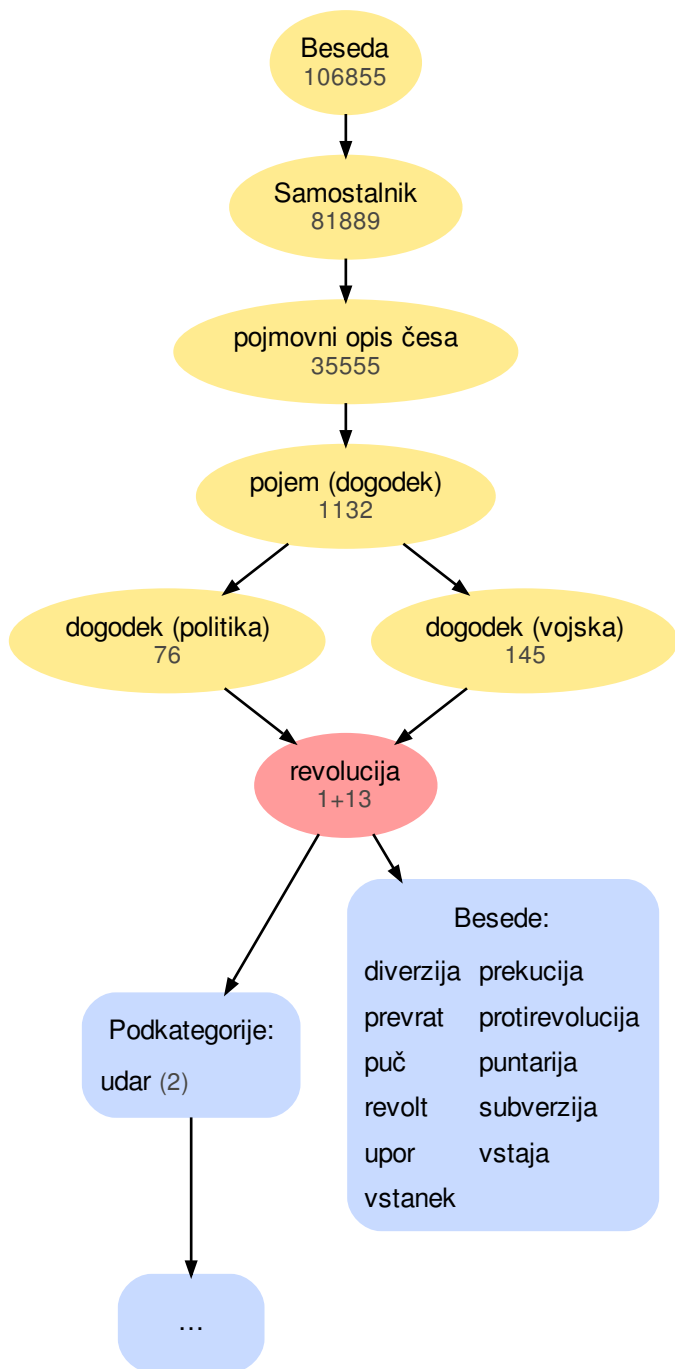 Beseda
106855
Samostalnik
81889
pojmovni opis česa
35555
pojem (dogodek)
1132
dogodek (politika)
76
dogodek (vojska)
145
revolucija
1+13
Besede:
diverzija prekucija
prevrat protirevolucija
puč puntarija
revolt subverzija
upor vstaja
vstanek
Podkategorije:
udar (2)
...